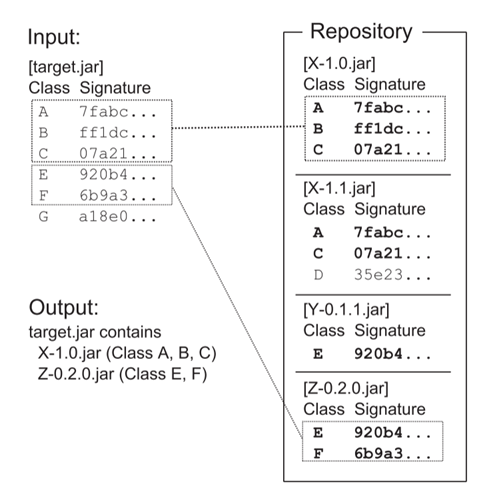 Input:
[target.jar]
Class Signature
A 7fabc...
B ff1dc...
C 07a21...
E 920b4...
F 6b9a3...
G a18e0...
Output:
target.jar contains
X-1.0.jar (Class A, B, C)
Z-0.2.0.jar (Class E, F)
Repository
[X-1.0.jar]
Class Signature
A 7fabc...
B ff1dc...
C 07a21...
[X-1.1.jar]
Class Signature
A 7fabc...
C 07a21...
D 35e23...
[Y-0.1.1.jar]
Class Signature
E 920b4...
[Z-0.2.0.jar]
Class Signature
E 920b4...
F 6b9a3...